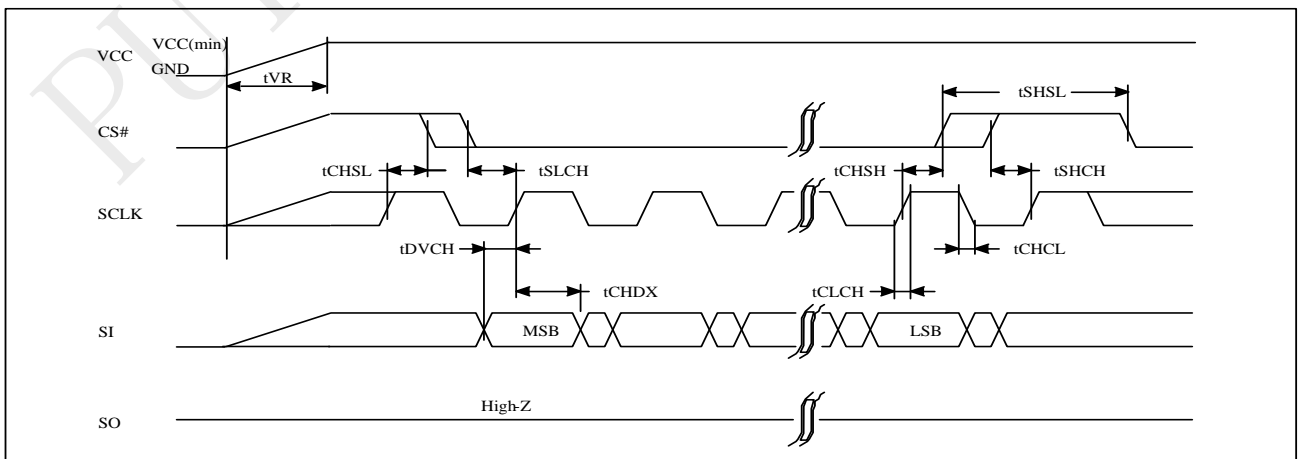 PU
VCC VCC(min)
GND
tVR
tSHSL
CS#
tCHSL tSLCH tCHSH tSHCH
SCLK
tDVCH tCHCL
tCHDX tCLCH
SI MSB LSB
High-Z
SO